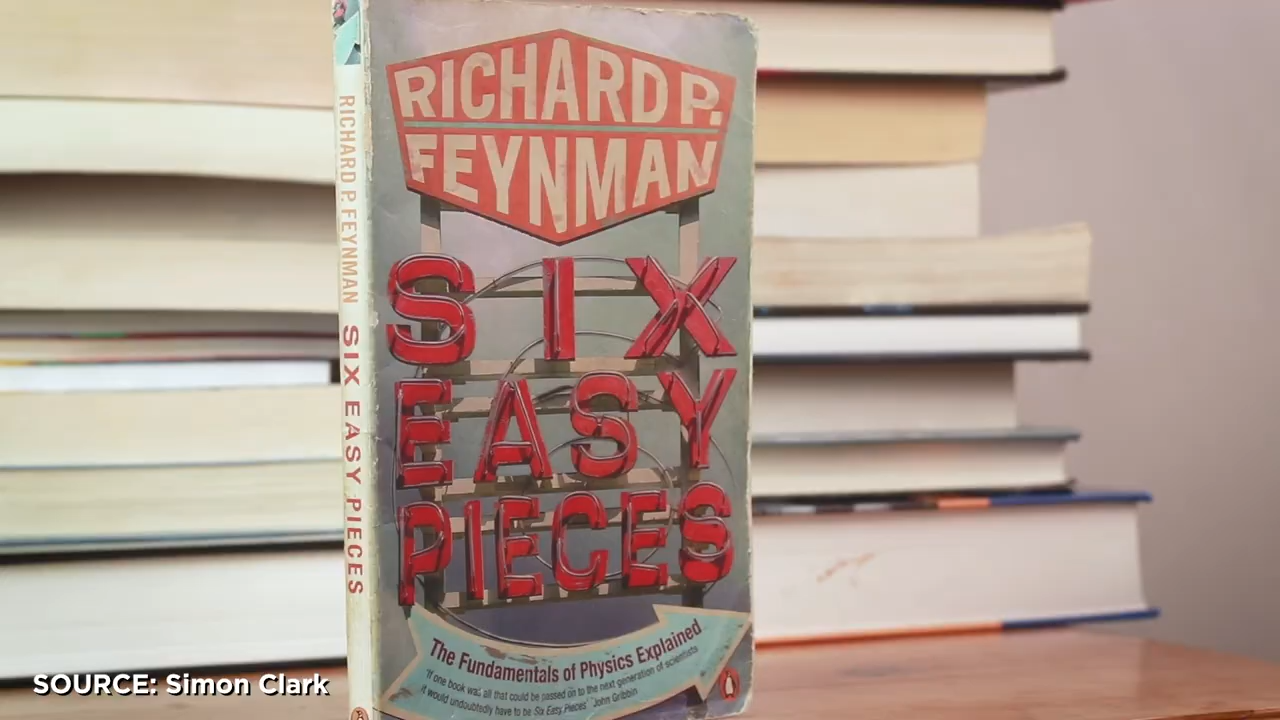 RICHARD P.
FEYNMAN
SIX
EASY
PIECES
The Fundamentals of Physics Explained
'If one book was all that could be passed on to the next generation of scientists
it would undoubtedly have to be Six Easy Pieces' John Gribbin
RICHARD P. FEYNMAN SIX EASY PIECES
SOURCE: Simon Clark